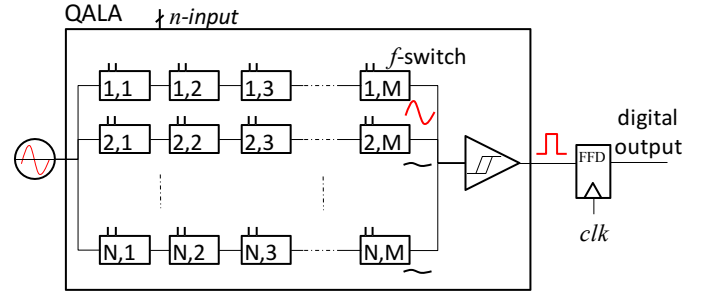 QALA
n-input
f-switch
1,1 1,2 1,3 1,M
2,1 2,2 2,3 2,M
digital
output
FFD
clk
N,1 N,2 N,3 N,M